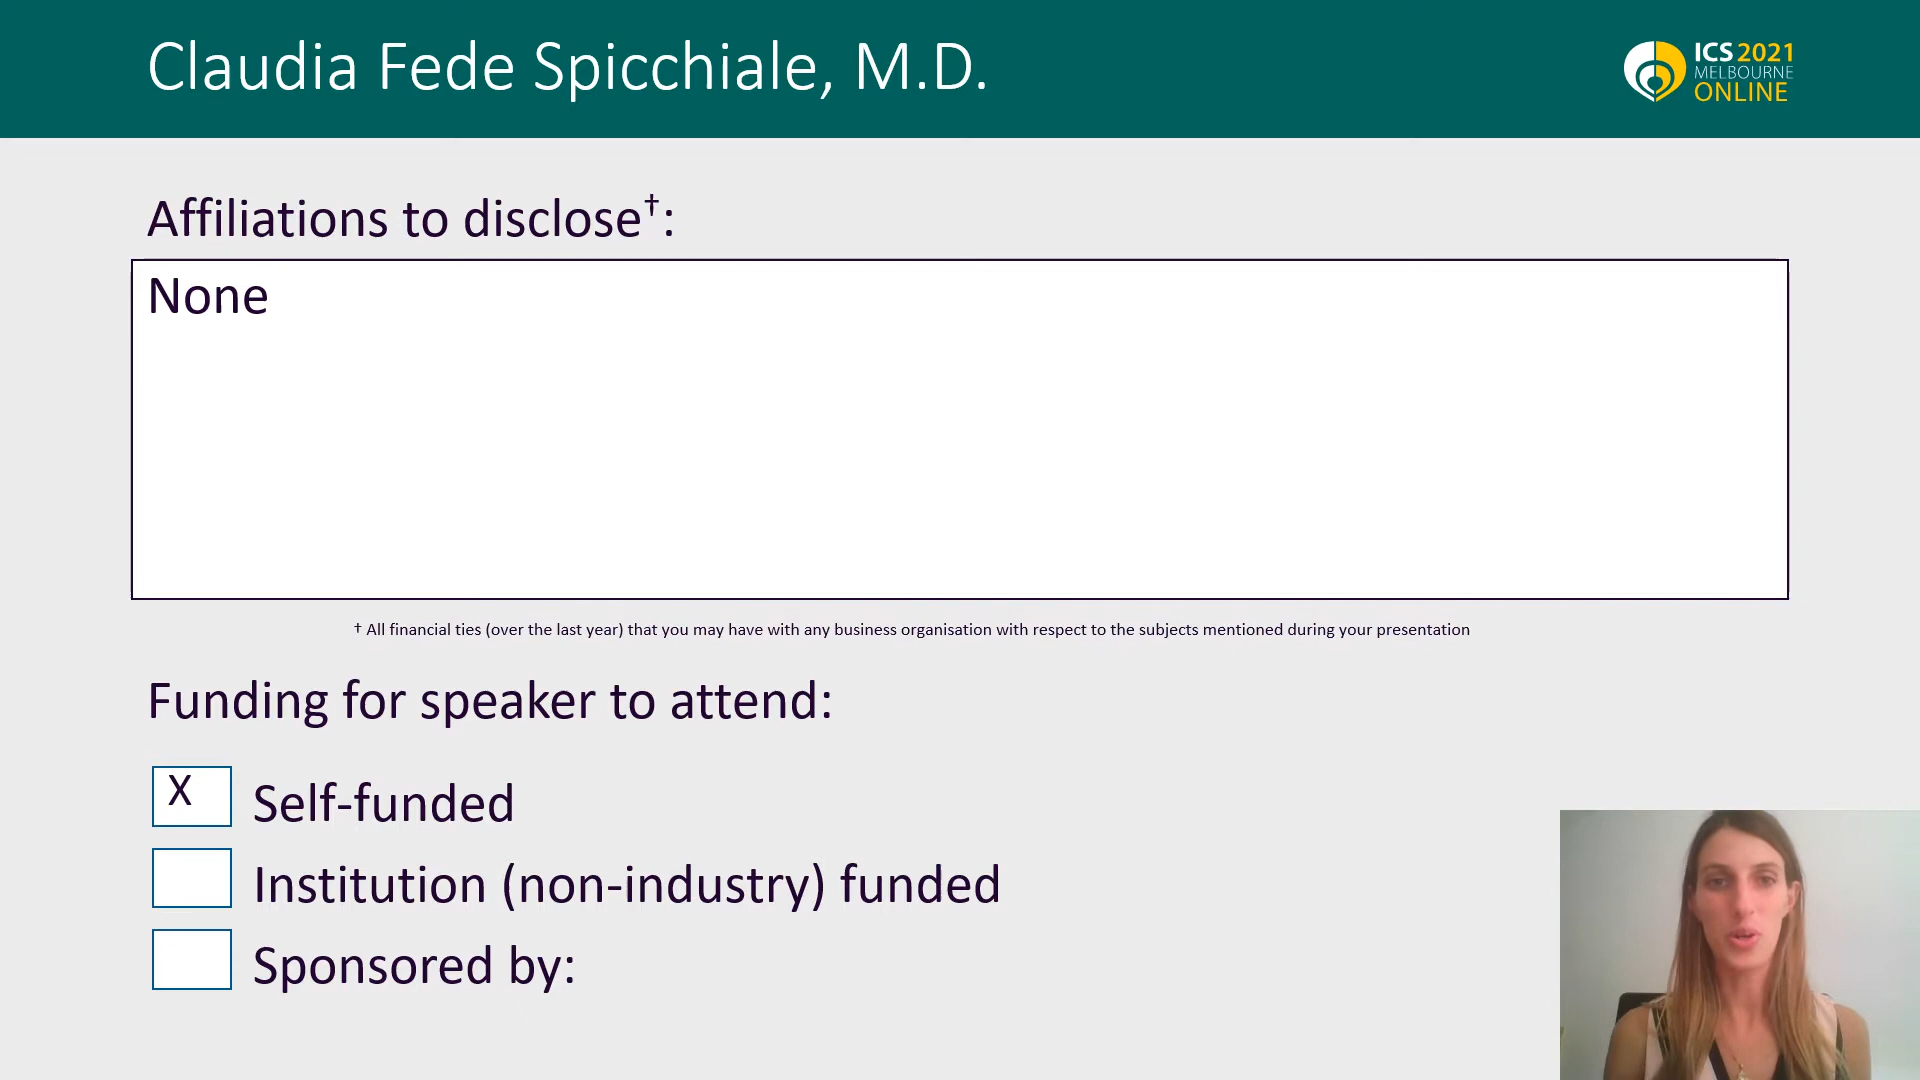 Claudia Fede Spicchiale, M.D.
ICS 2021
MELBOURNE
ONLINE
Affiliations to disclose†:
None
† All financial ties (over the last year) that you may have with any business organisation with respect to the subjects mentioned during your presentation
Funding for speaker to attend:
X Self-funded
Institution (non-industry) funded
Sponsored by: